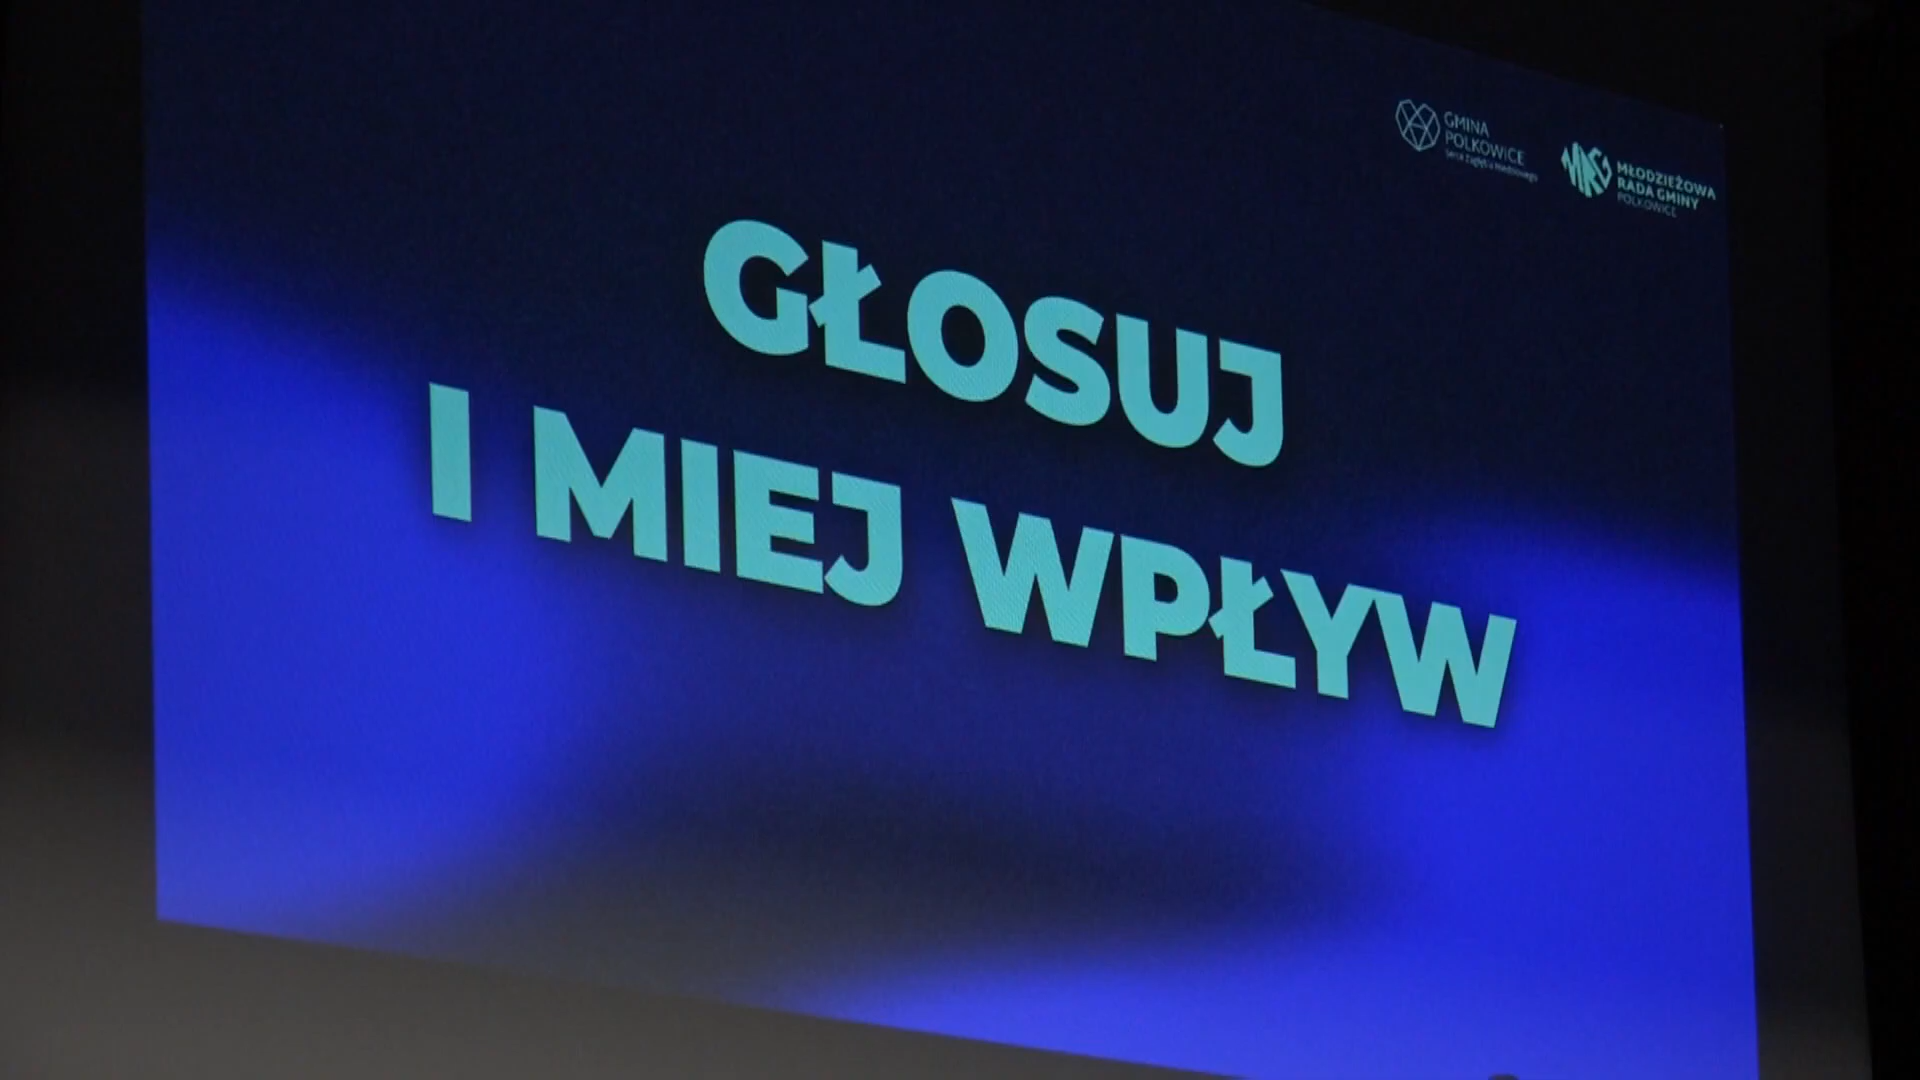 GMINA
POLKOWICE
MŁODZIEŻOWA
RADA GMINY
POLKOWICE
GŁOSUJ
I MIEJ WPŁYW